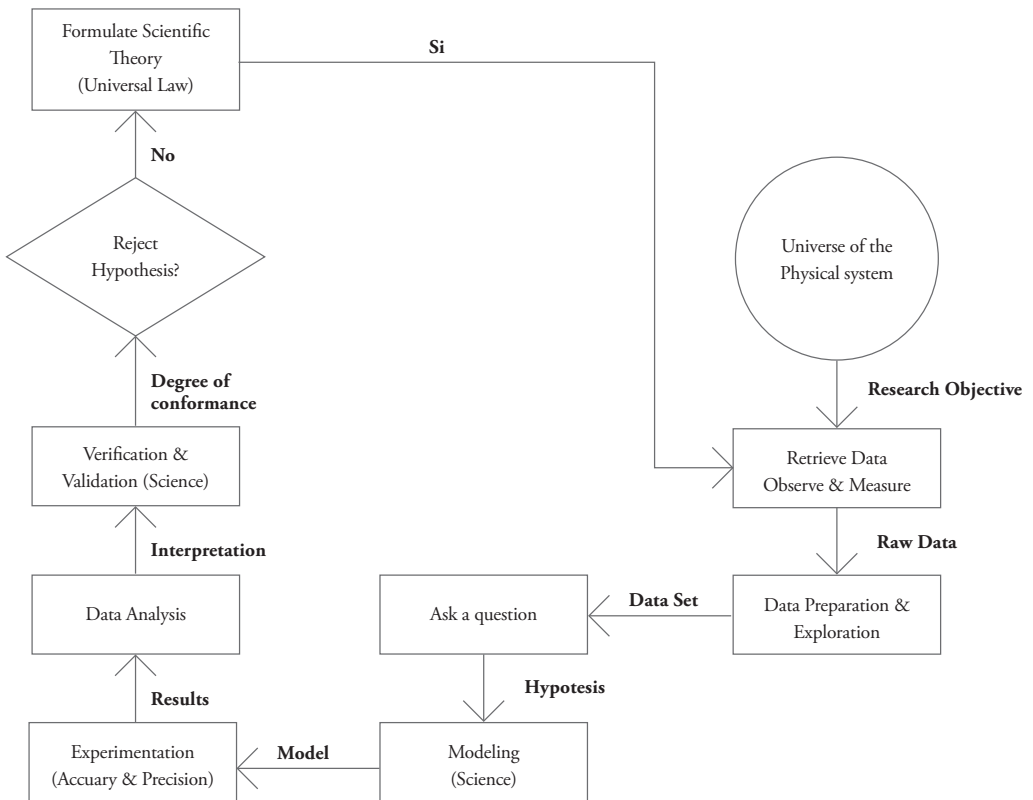 Formulate Scientific
Theory
(Universal Law)
Si
No
Reject
Hypothesis?
Universe of the
Physical system
Degree of
conformance
Research Objective
Verification &
Validation (Science)
Retrieve Data
Observe & Measure
Interpretation
Raw Data
Data Analysis
Ask a question
Data Set
Data Preparation &
Exploration
Results
Hypotesis
Experimentation
(Accuary & Precision)
Model
Modeling
(Science)